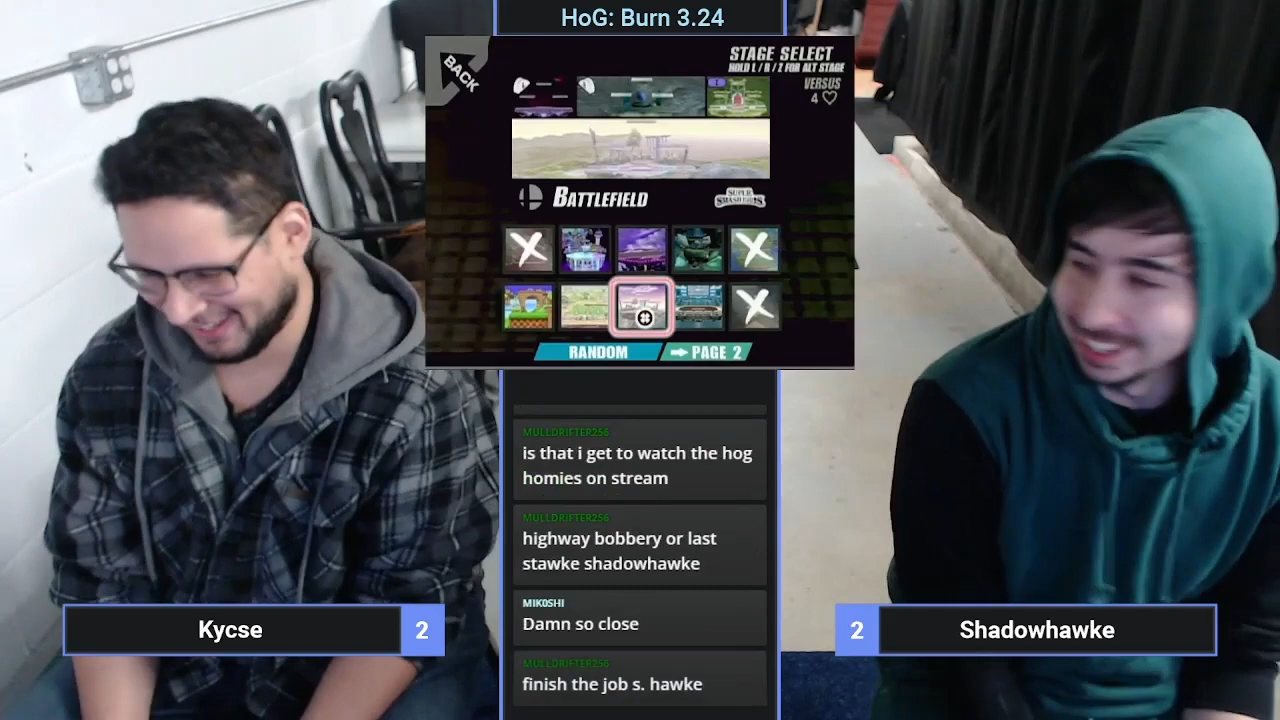 HoG: Burn 3.24
BACK
STAGE SELECT
HOLD L / R / Z FOR ALT STAGE
VERSUS
4
BATTLEFIELD
SUPER
SMASH BROS
RANDOM
PAGE 2
MULLDRIFTER256
is that i get to watch the hog
homies on stream
MULLDRIFTER256
highway bobbery or last
stawke shadowhawke
MIK0SHI
Damn so close
MULLDRIFTER256
finish the job s. hawke
Kycse
2
2
Shadowhawke